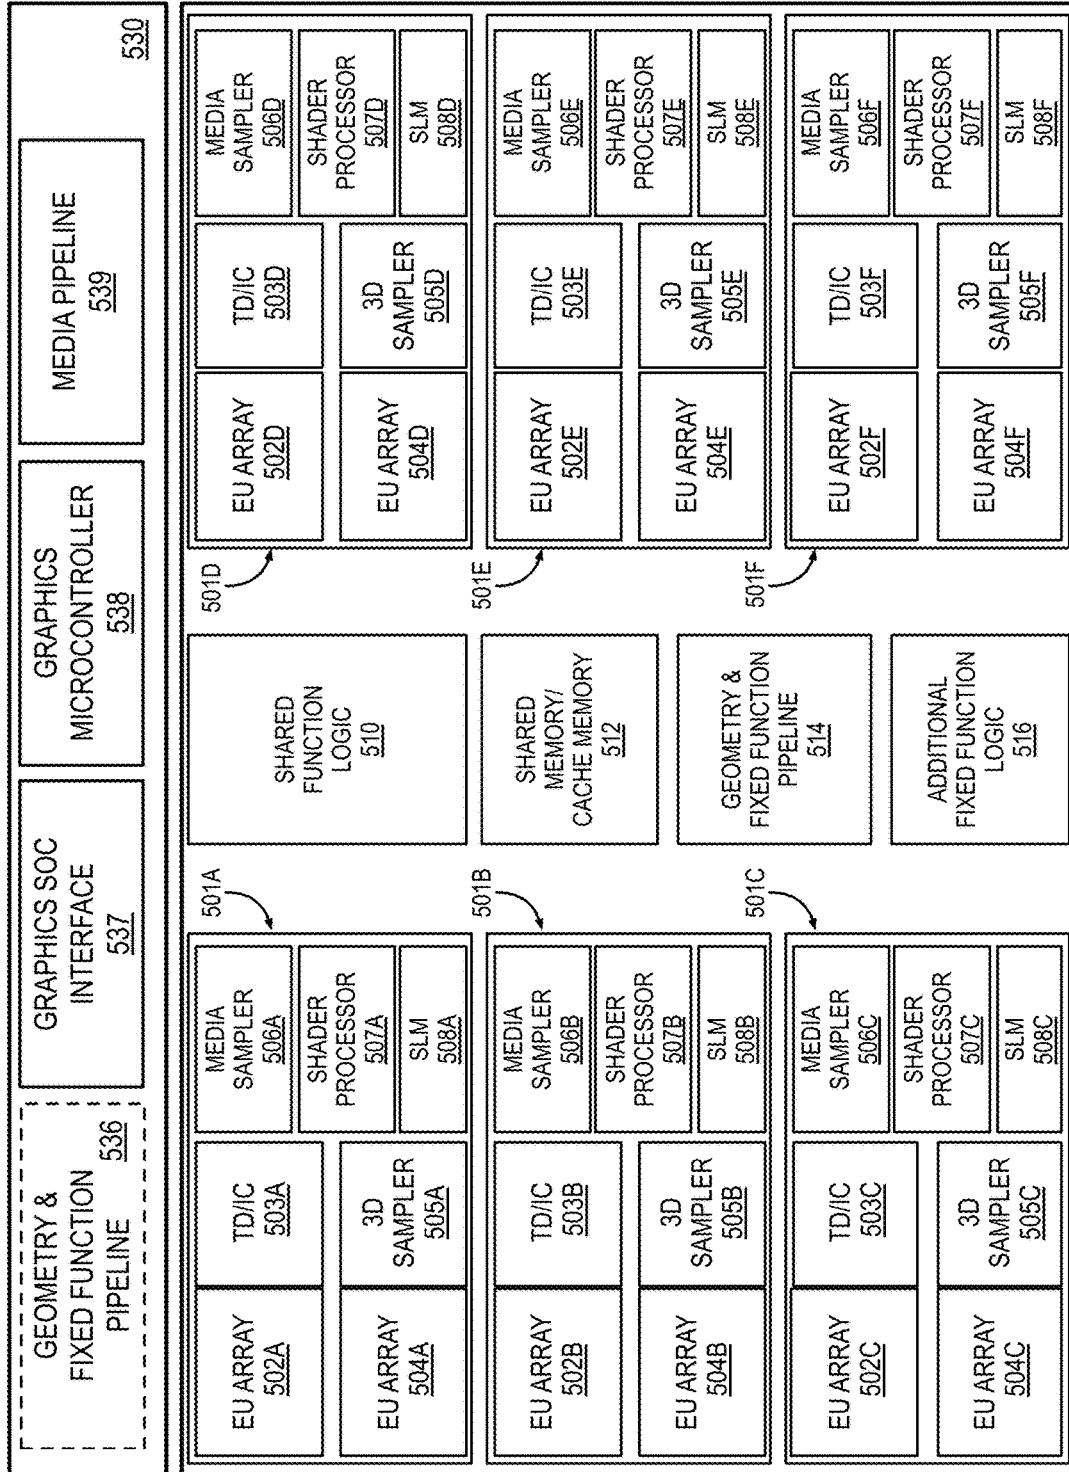 GEOMETRY &
FIXED FUNCTION
PIPELINE
536
GRAPHICS SOC
INTERFACE
537
GRAPHICS
MICROCONTROLLER
538
MEDIA PIPELINE
539
530
EU ARRAY
502A
TD/IC
503A
MEDIA
SAMPLER
506A
EU ARRAY
504A
3D
SAMPLER
505A
SHADER
PROCESSOR
507A
SLM
508A
501A
SHARED
FUNCTION
LOGIC
510
501D
EU ARRAY
502D
TD/IC
503D
MEDIA
SAMPLER
506D
EU ARRAY
504D
3D
SAMPLER
505D
SHADER
PROCESSOR
507D
SLM
508D
EU ARRAY
502B
TD/IC
503B
MEDIA
SAMPLER
506B
EU ARRAY
504B
3D
SAMPLER
505B
SHADER
PROCESSOR
507B
SLM
508B
501B
SHARED
MEMORY/
CACHE MEMORY
512
501E
EU ARRAY
502E
TD/IC
503E
MEDIA
SAMPLER
506E
EU ARRAY
504E
3D
SAMPLER
505E
SHADER
PROCESSOR
507E
SLM
508E
GEOMETRY &
FIXED FUNCTION
PIPELINE
514
EU ARRAY
502C
TD/IC
503C
MEDIA
SAMPLER
506C
EU ARRAY
504C
3D
SAMPLER
505C
SHADER
PROCESSOR
507C
SLM
508C
501C
ADDITIONAL
FIXED FUNCTION
LOGIC
516
501F
EU ARRAY
502F
TD/IC
503F
MEDIA
SAMPLER
506F
EU ARRAY
504F
3D
SAMPLER
505F
SHADER
PROCESSOR
507F
SLM
508F